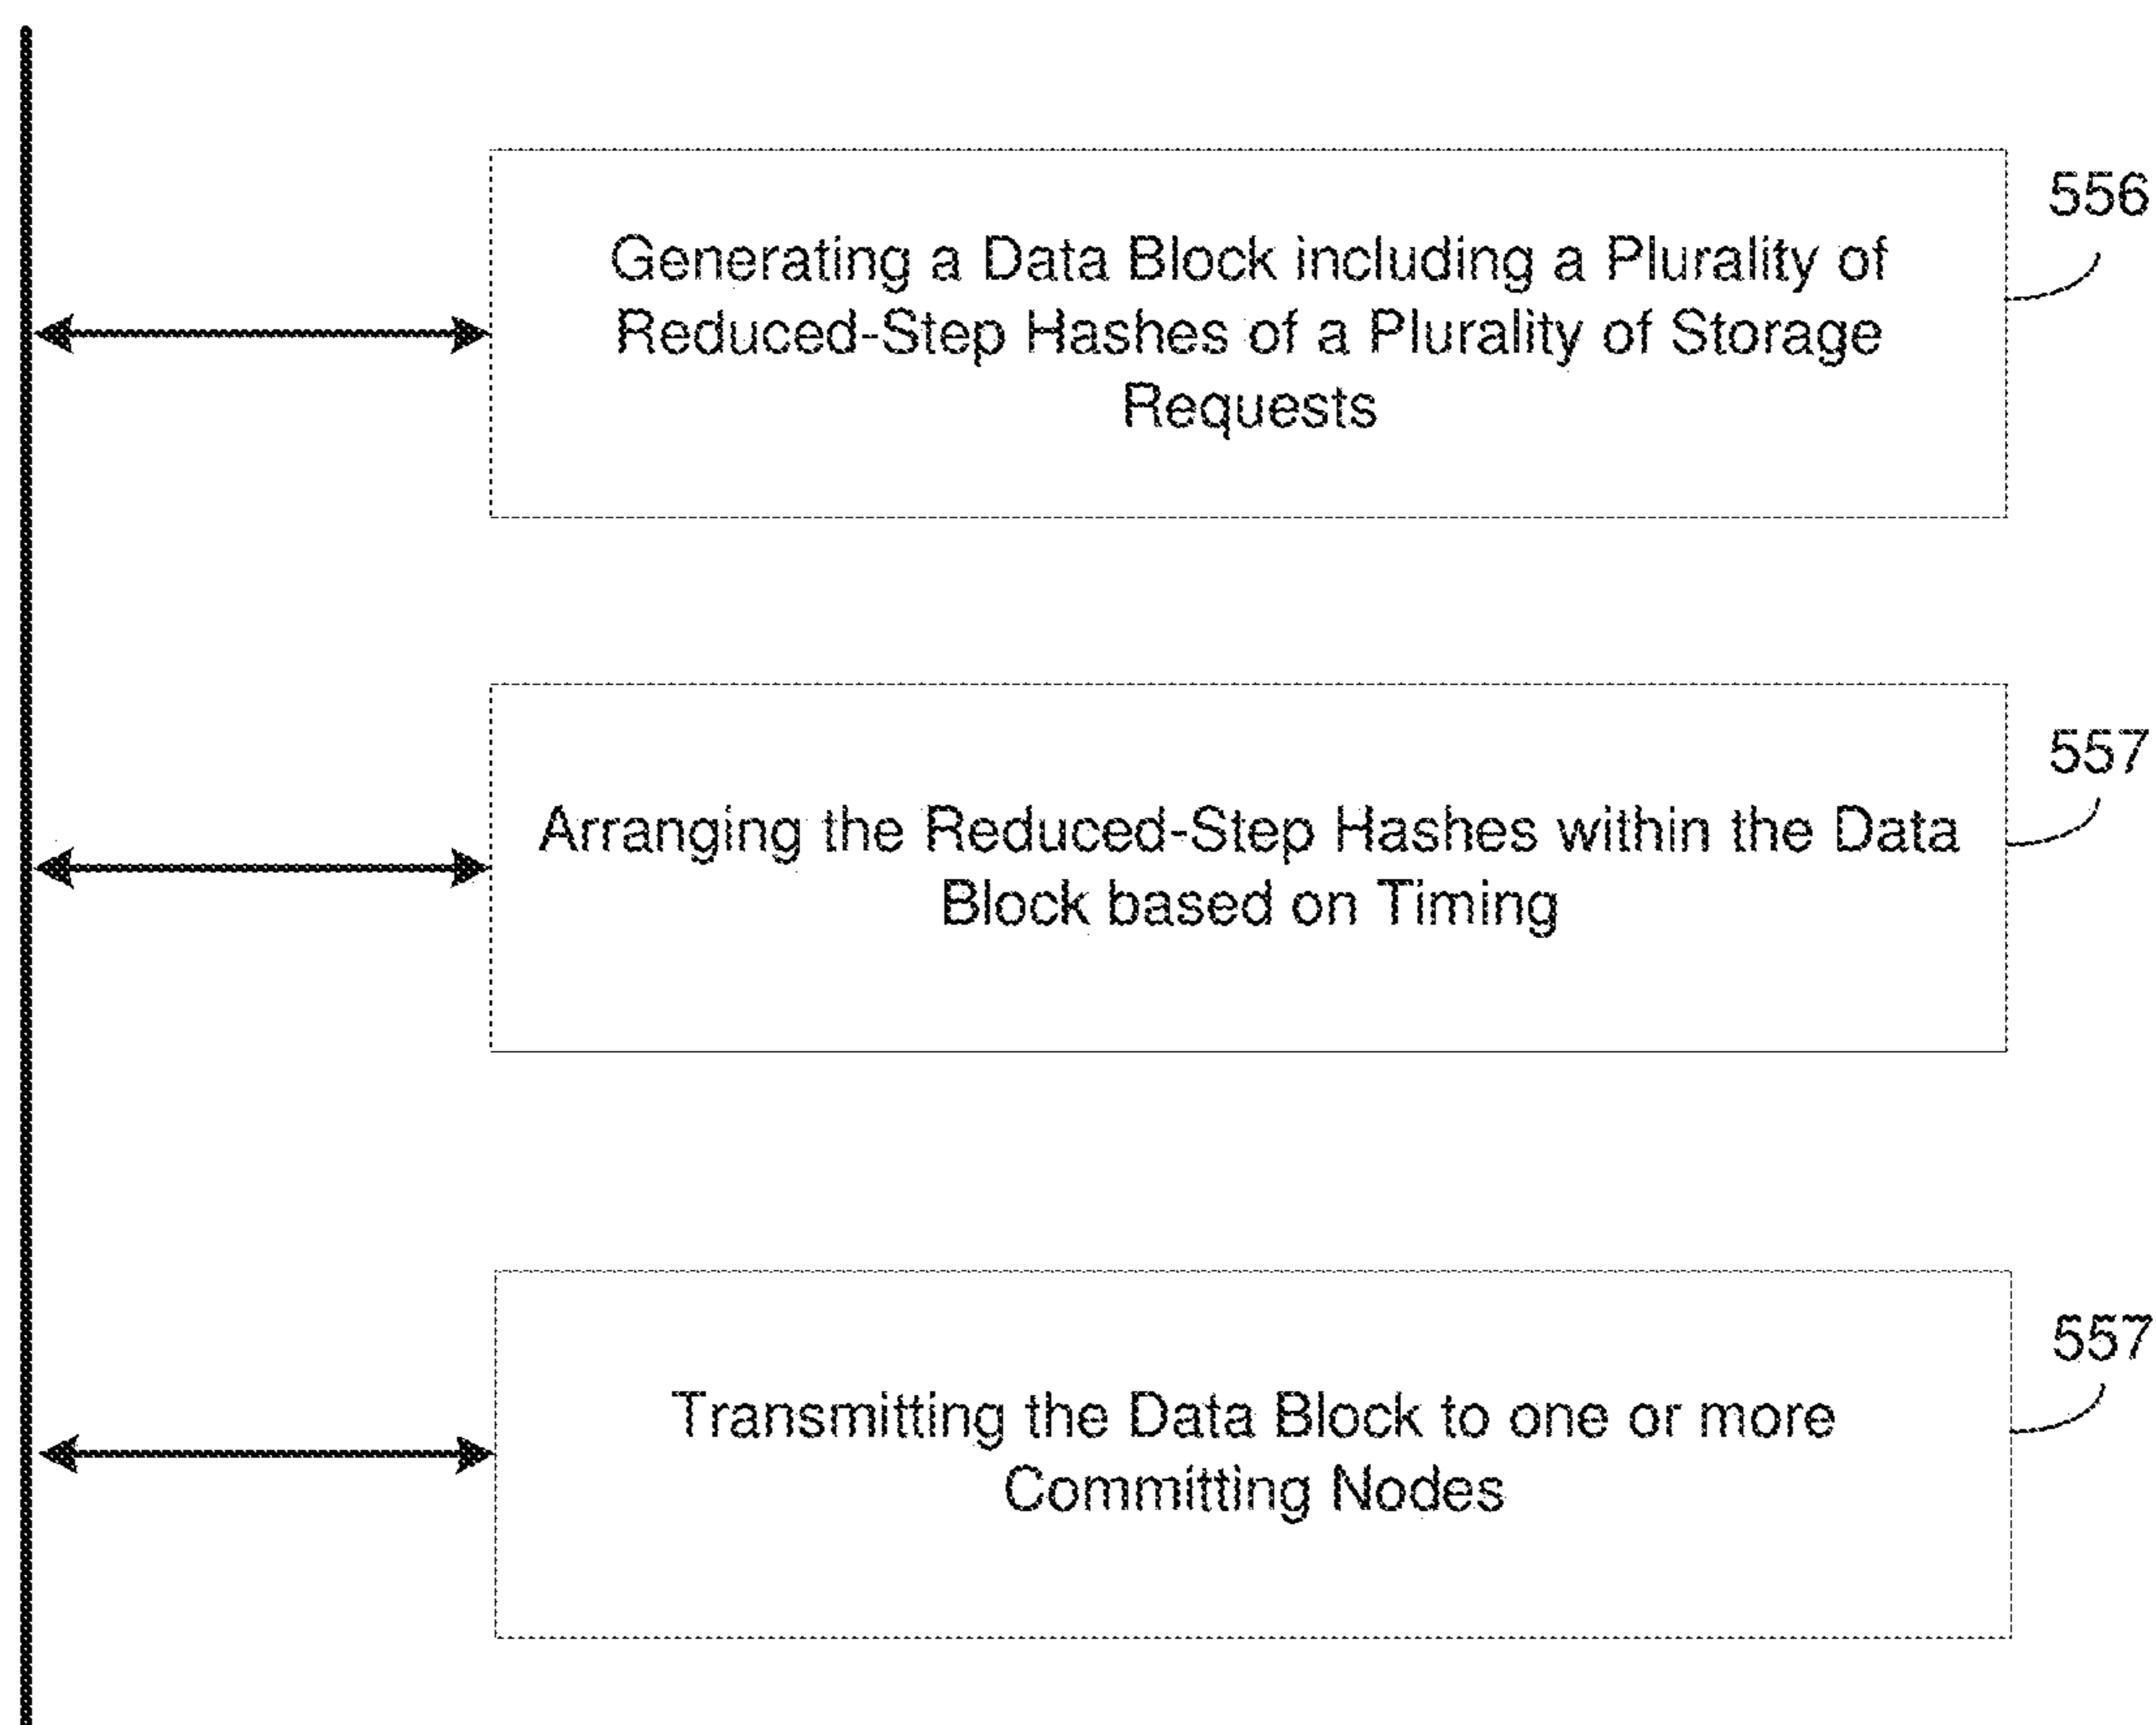 556
Generating a Data Block including a Plurality of
Reduced-Step Hashes of a Plurality of Storage
Requests
557
Arranging the Reduced-Step Hashes within the Data
Block based on Timing
557
Transmitting the Data Block to one or more
Committing Nodes